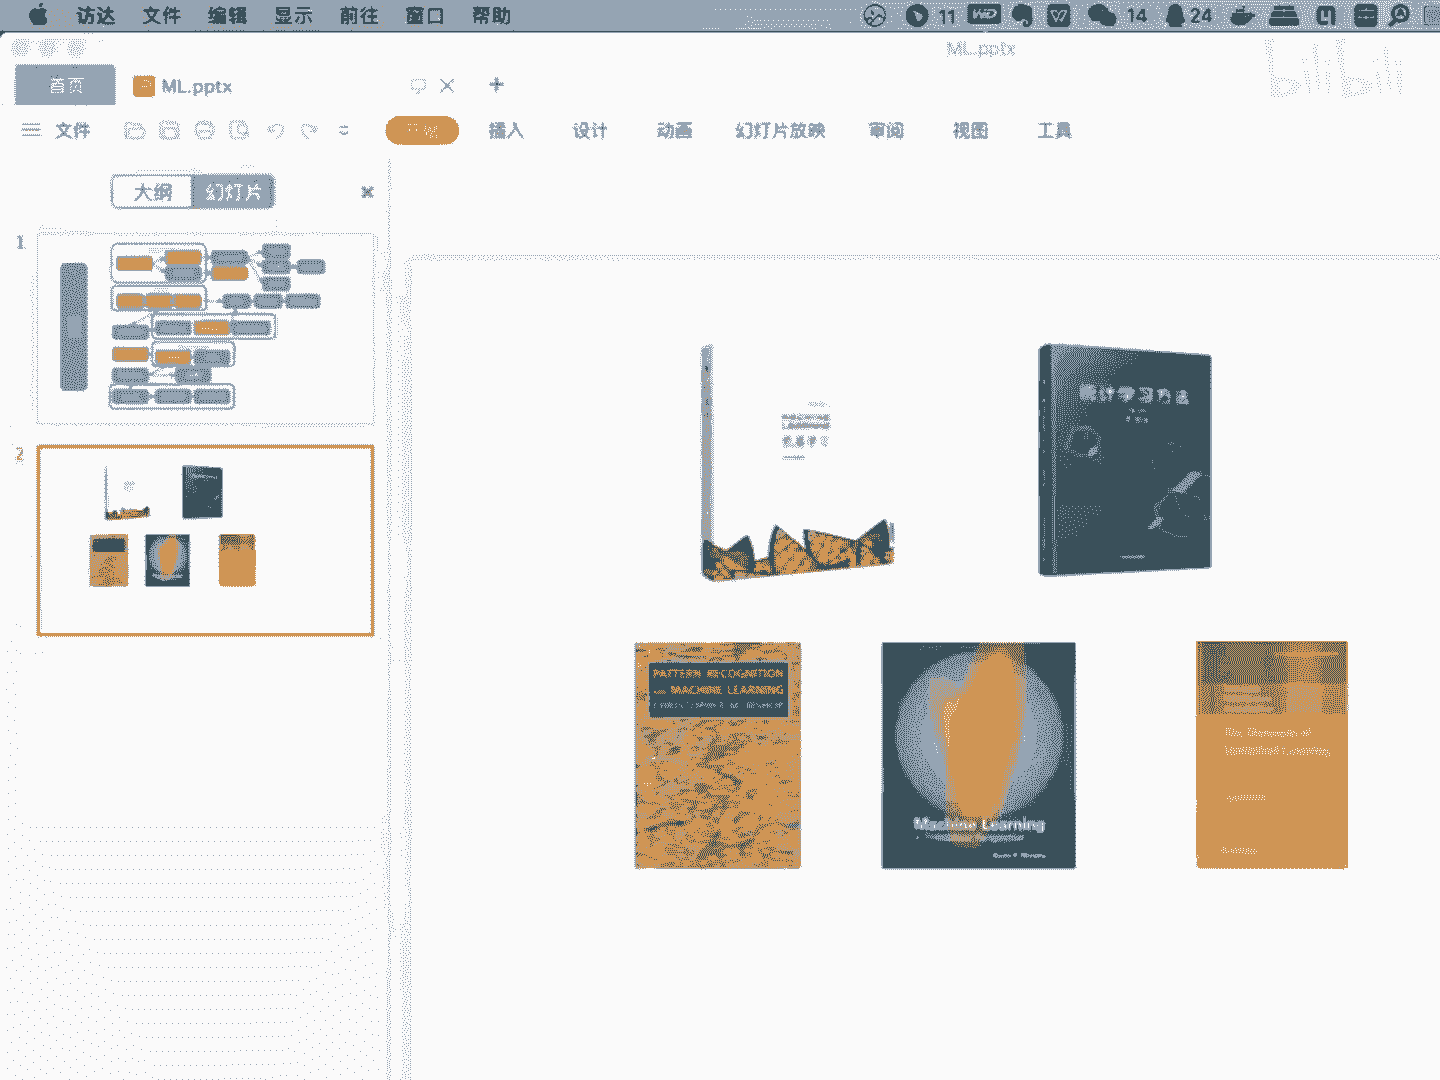 访达 文件 编辑 显示 前往 窗口 帮助 11 14 24
ML.pptx
bilibili
首页 ML.pptx
文件 插入 设计 动画 幻灯片放映 审阅 视图 工具
大纲 幻灯片
1
2
机器学习
统计学习方法
PATTERN RECOGNITION
MACHINE LEARNING
Machine Learning
The Elements of
Statistical Learning